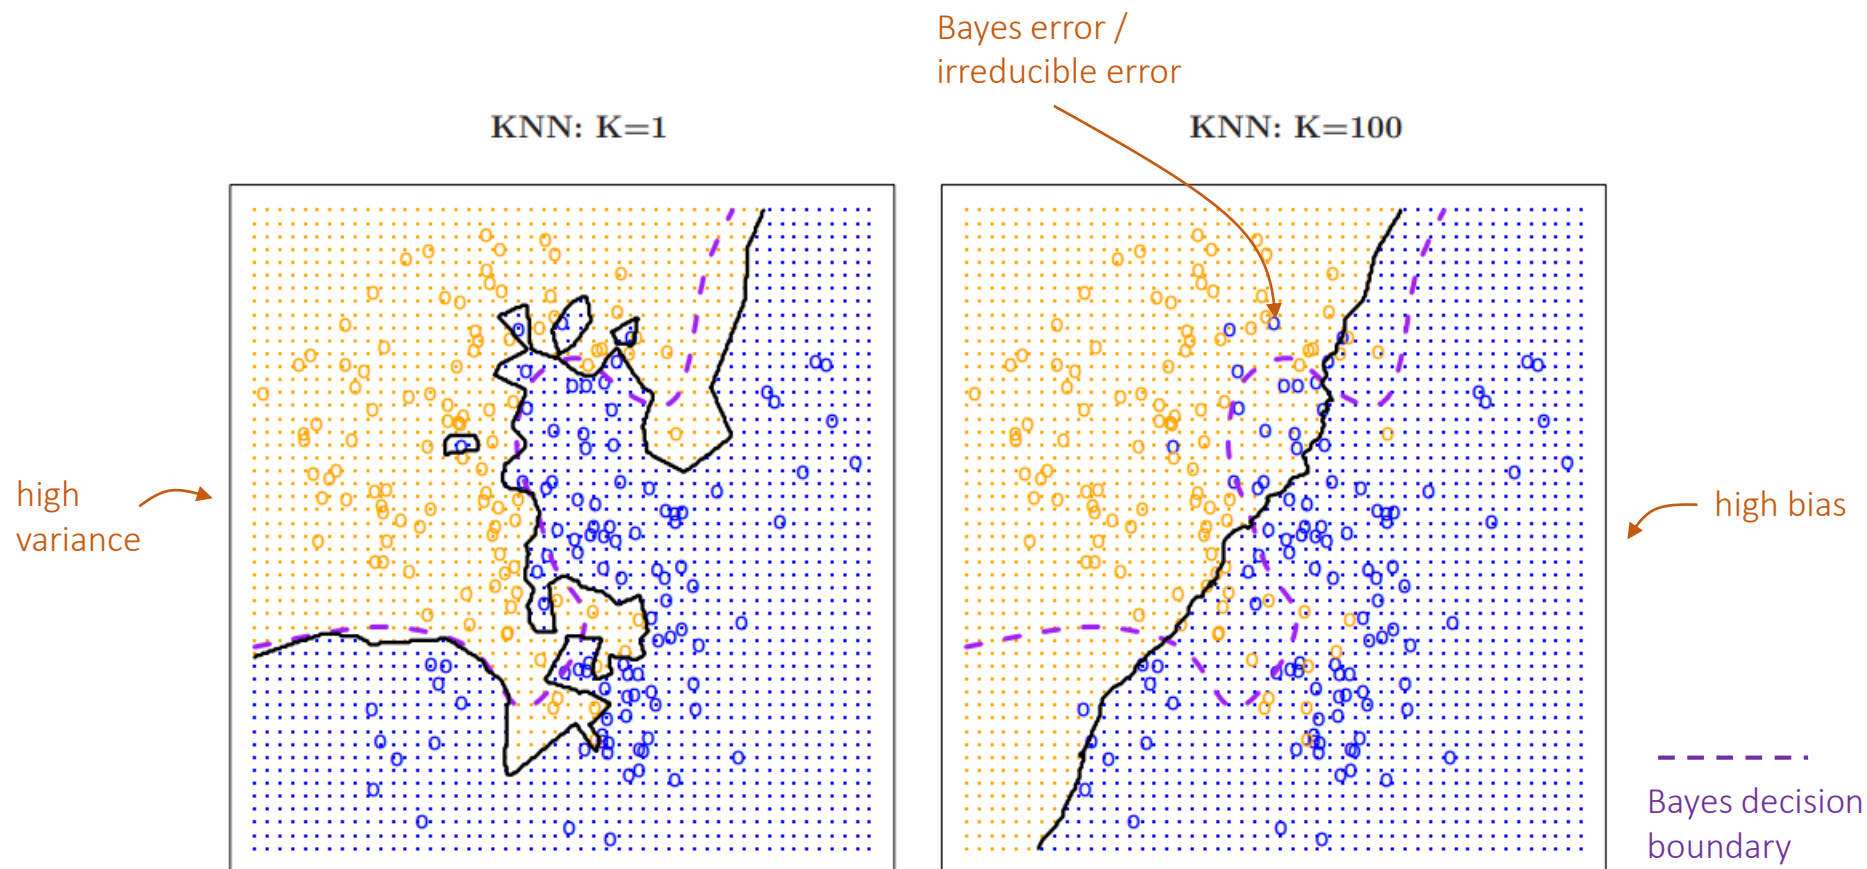 Bayes error /
irreducible error
KNN: K=1
KNN: K=100
high
variance
high bias
Bayes decision
boundary